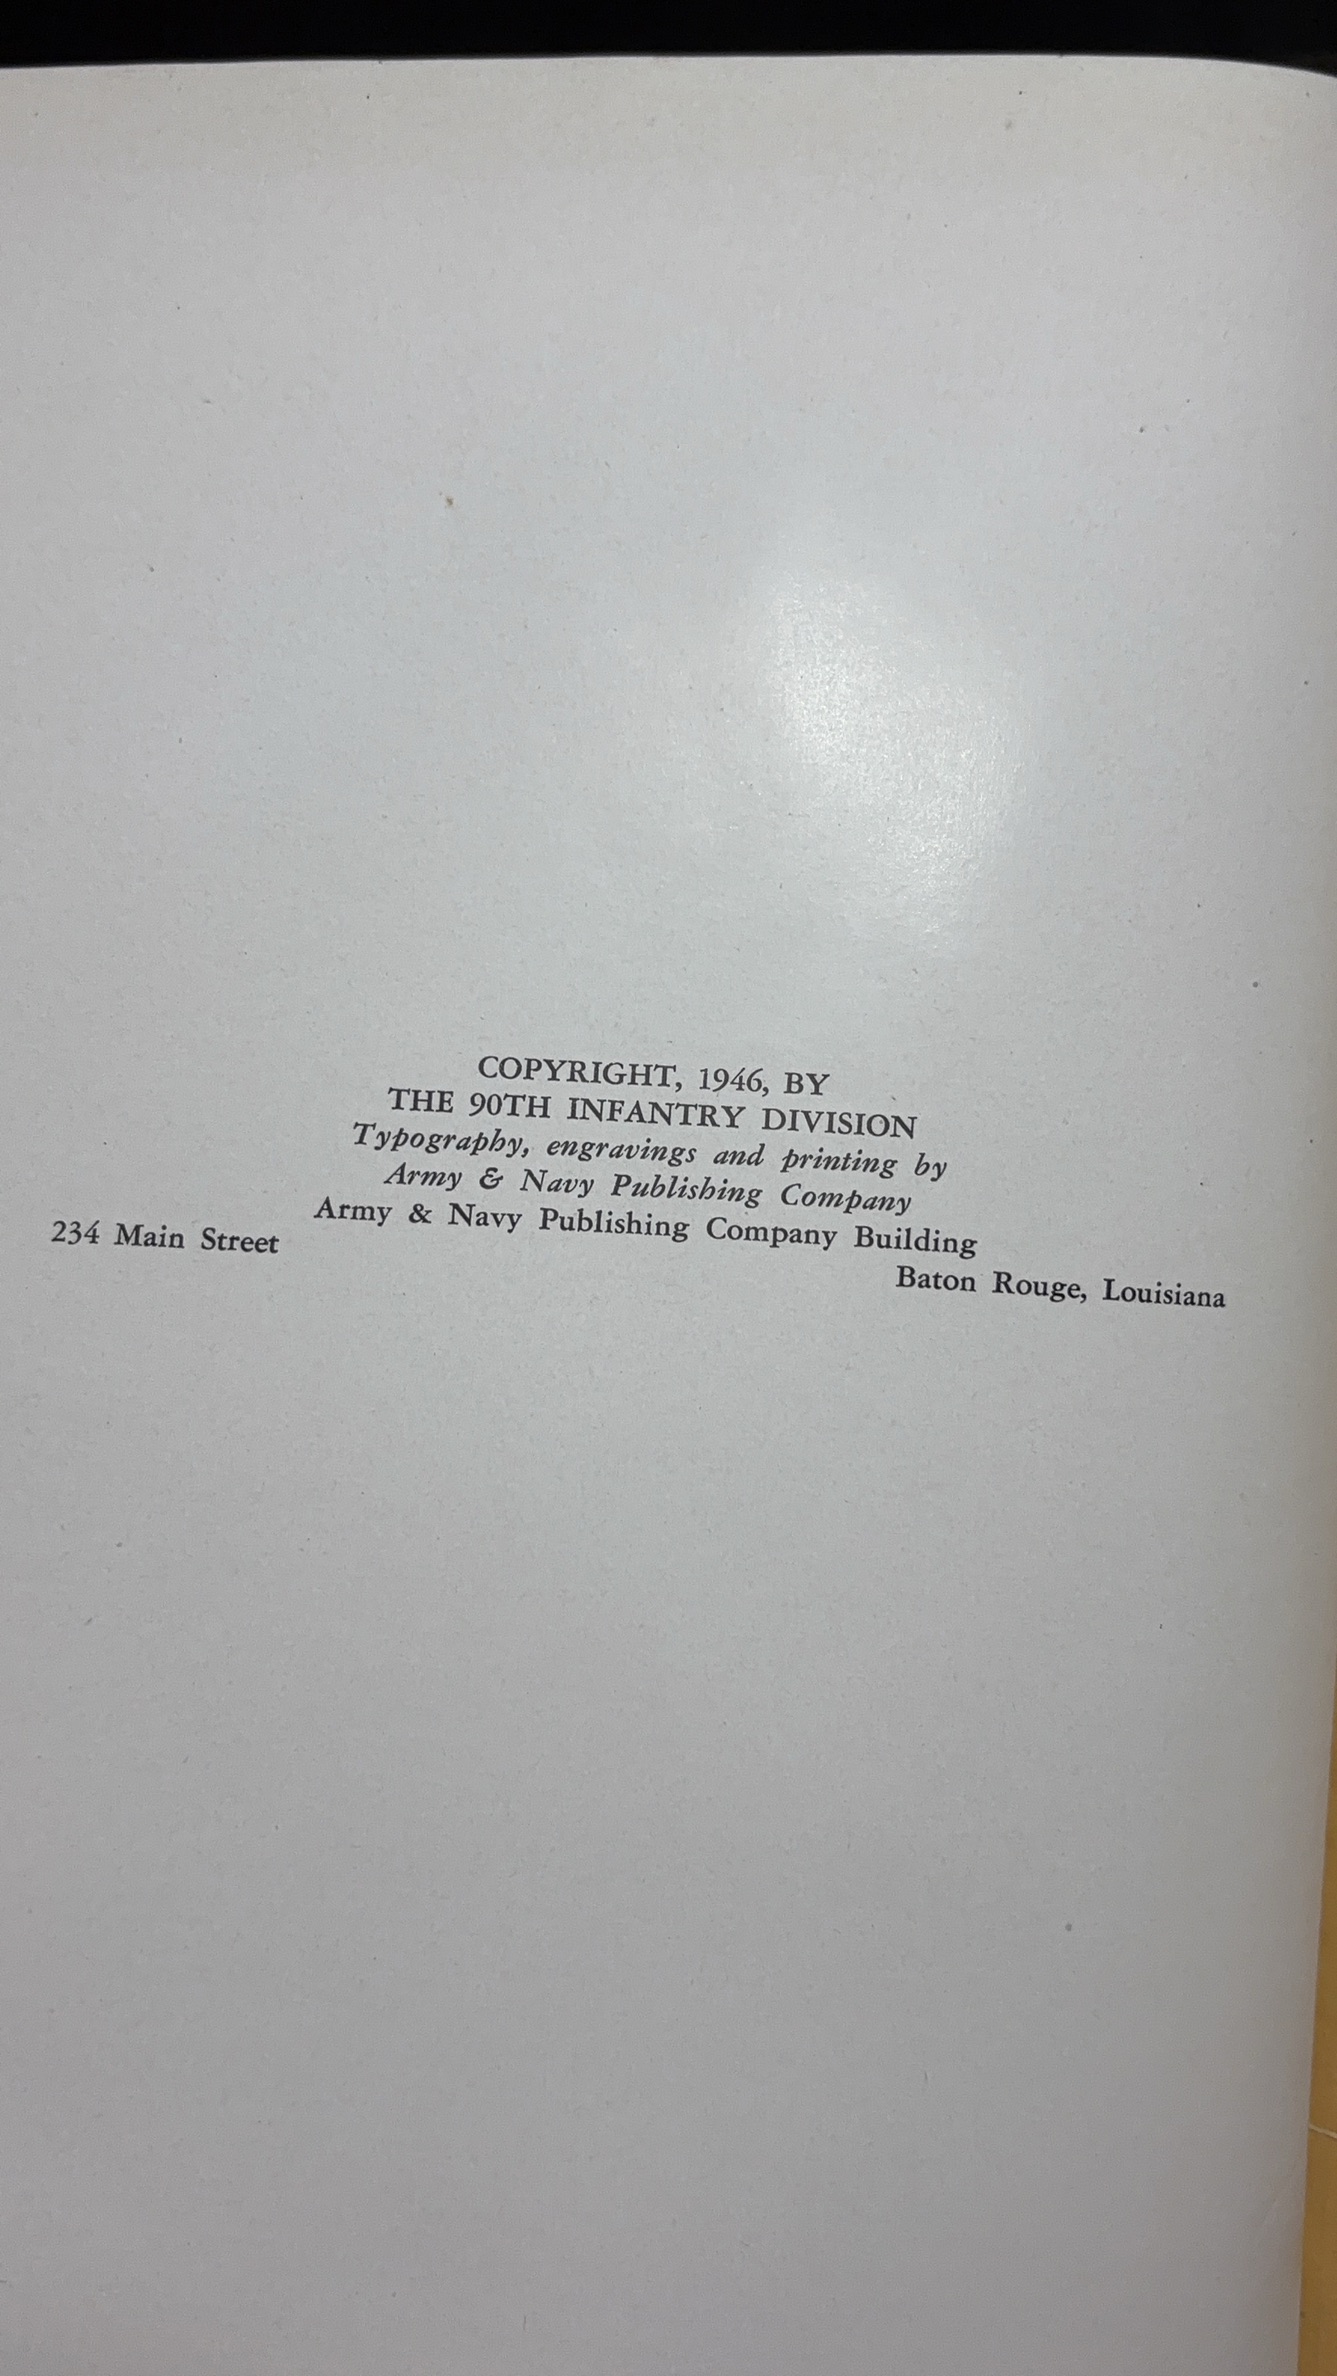 COPYRIGHT, 1946, BY
THE 90TH INFANTRY DIVISION
Typography, engravings and printing by
Army & Navy Publishing Company
Army & Navy Publishing Company Building
234 Main Street
Baton Rouge, Louisiana